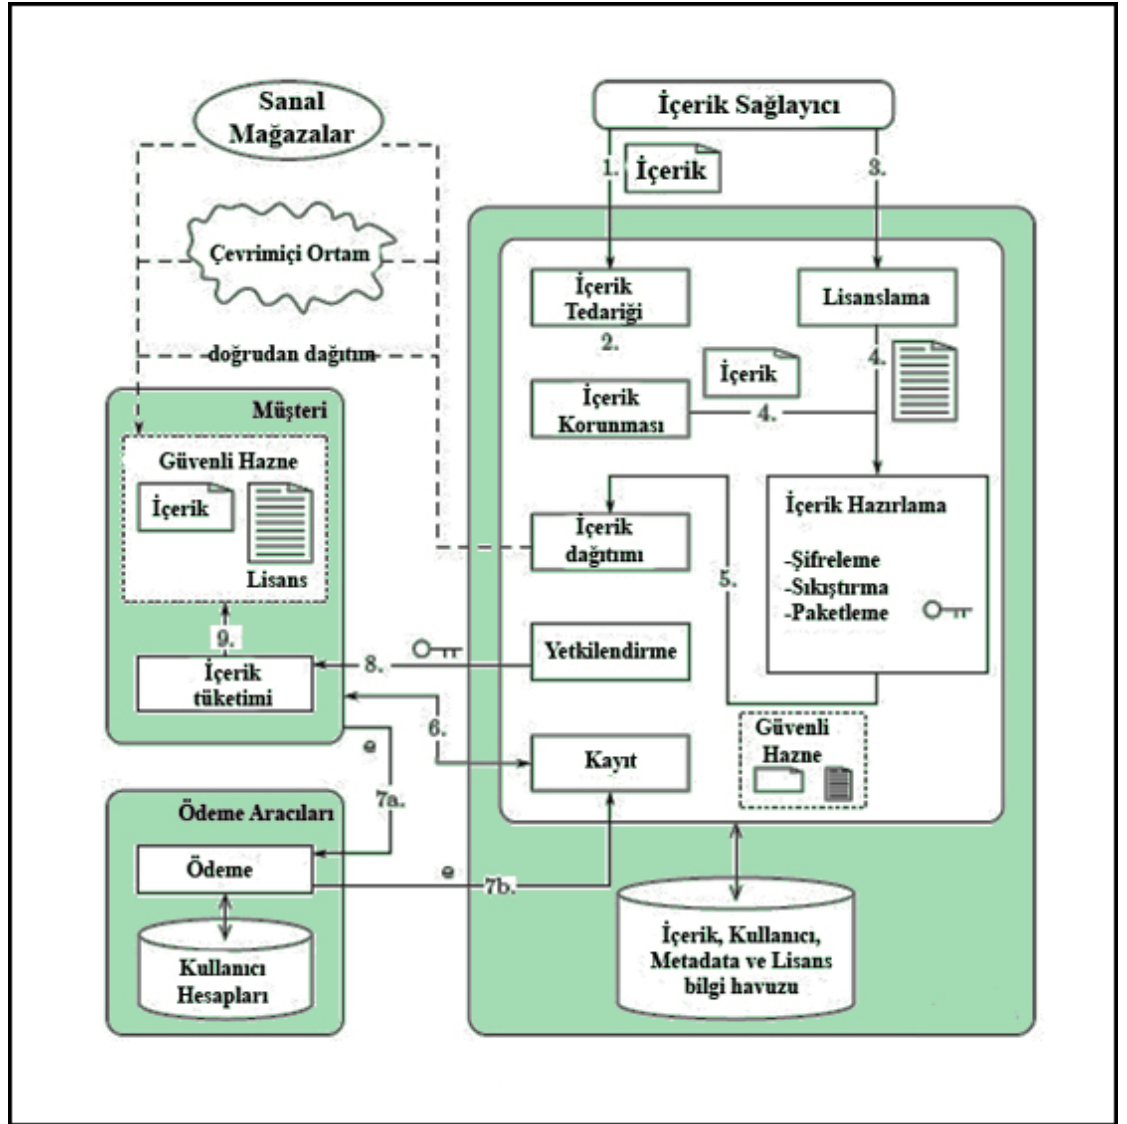 Sanal
Mağazalar
İçerik Sağlayıcı
1.
İçerik
3.
Çevrimiçi Ortam
İçerik
Tedariği
2.
Lisanslama
doğrudan dağıtım
İçerik
4.
Müşteri
İçerik
Korunması
4.
Güvenli Hazne
İçerik
Lisans
İçerik Hazırlama
-Şifreleme
-Sıkıştırma
-Paketleme
İçerik
dağıtımı
5.
9.
İçerik
tüketimi
8.
Yetkilendirme
6.
Güvenli
Hazne
Kayıt
e
7a.
Ödeme Aracıları
Ödeme
e
7b.
Kullanıcı
Hesapları
İçerik, Kullanıcı,
Metadata ve Lisans
bilgi havuzu